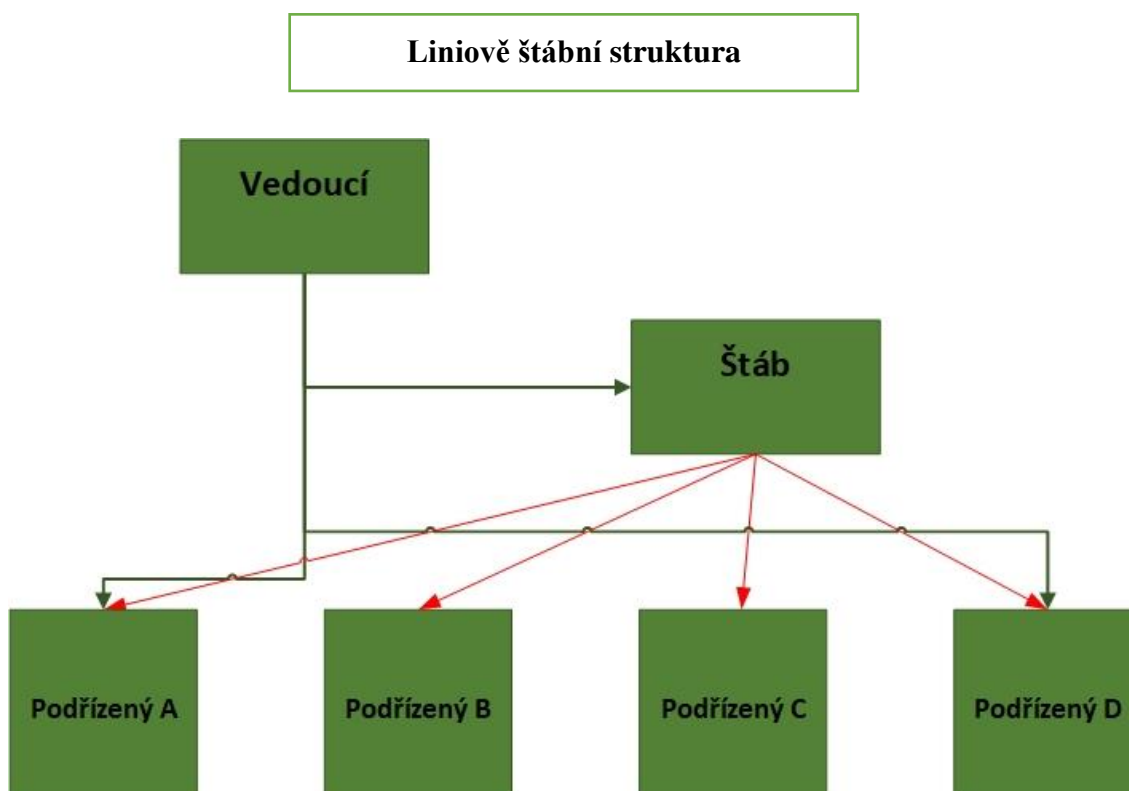 Liniově štábní struktura
Vedoucí
Štáb
Podřízený A
Podřízený B
Podřízený C
Podřízený D